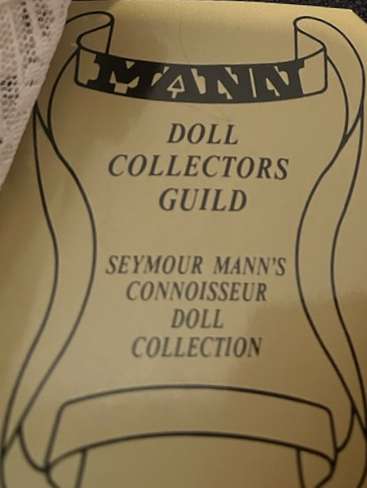 MANN
DOLL
COLLECTORS
GUILD
SEYMOUR MANN'S
CONNOISSEUR
DOLL
COLLECTION